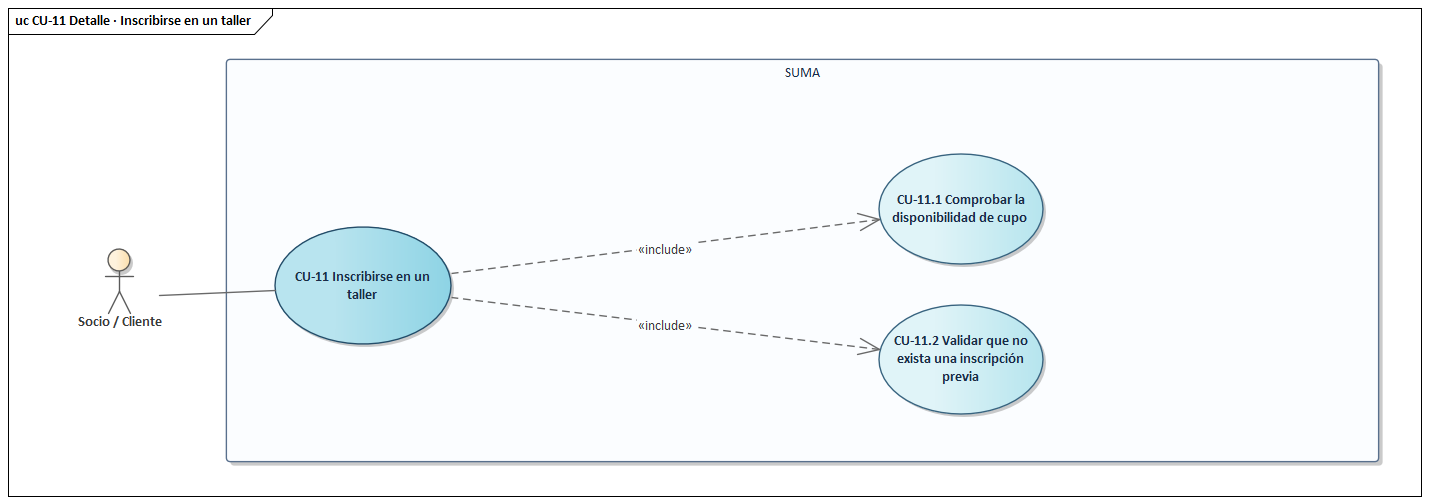 uc CU-11 Detalle · Inscribirse en un taller
SUMA
CU-11.1 Comprobar la
disponibilidad de cupo
«include»
CU-11 Inscribirse en un
taller
Socio / Cliente
«include»
CU-11.2 Validar que no
exista una inscripción
previa